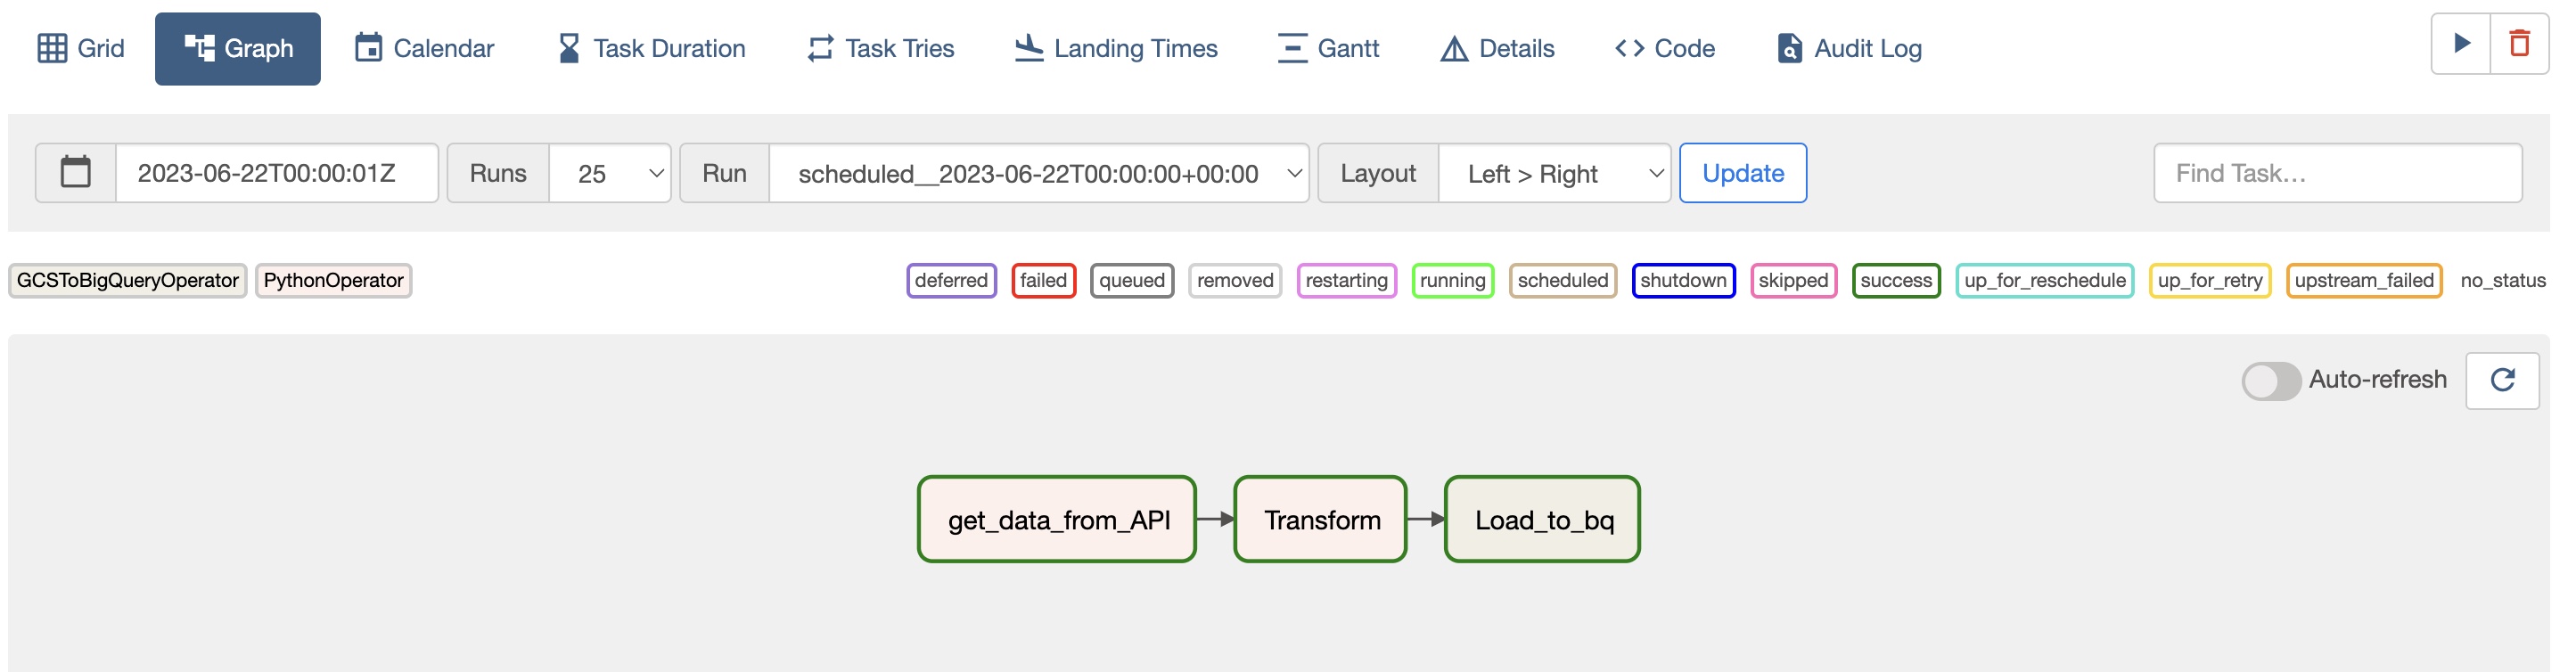 Grid Graph Calendar Task Duration Task Tries Landing Times Gantt Details Code Audit Log
2023-06-22T00:00:01Z Runs 25 Run scheduled__2023-06-22T00:00:00+00:00 Layout Left > Right Update Find Task…
GCSToBigQueryOperator PythonOperator deferred failed queued removed restarting running scheduled shutdown skipped success up_for_reschedule up_for_retry upstream_failed no_status
Auto-refresh
get_data_from_API Transform Load_to_bq